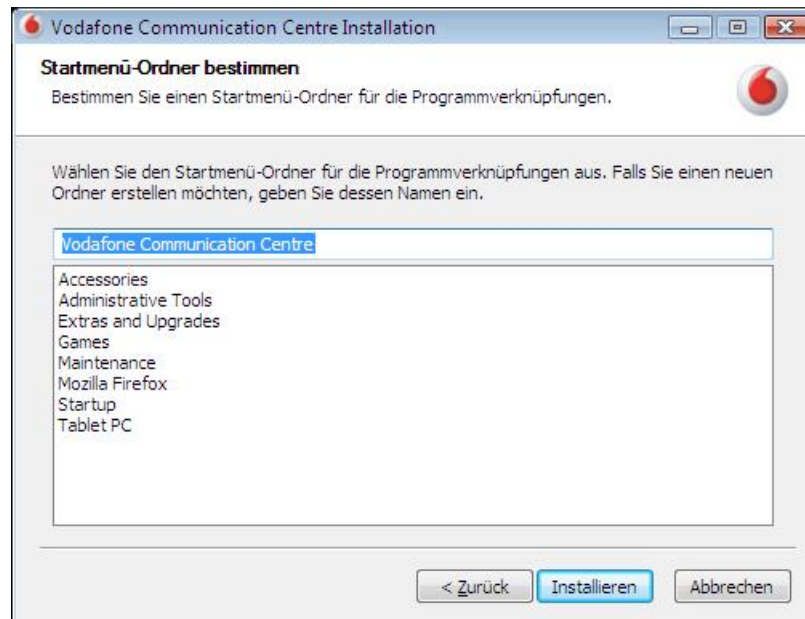 Vodafone Communication Centre Installation
Startmenü-Ordner bestimmen
Bestimmen Sie einen Startmenü-Ordner für die Programmverknüpfungen.
Wählen Sie den Startmenü-Ordner für die Programmverknüpfungen aus. Falls Sie einen neuen
Ordner erstellen möchten, geben Sie dessen Namen ein.
Vodafone Communication Centre
Accessories
Administrative Tools
Extras and Upgrades
Games
Maintenance
Mozilla Firefox
Startup
Tablet PC
< Zurück Installieren Abbrechen